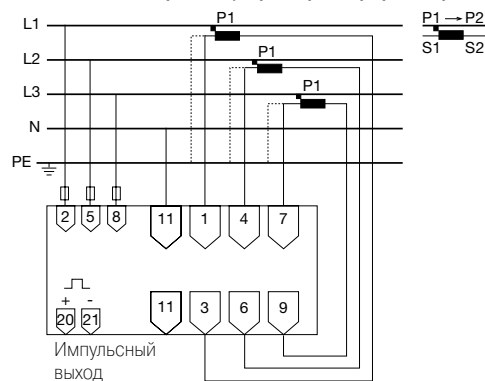 L1
P1
P1 → P2
S1 S2
L2
P1
L3
P1
N
PE
2 5 8 11 1 4 7
+ -
20 21 11 3 6 9
Импульсный
выход